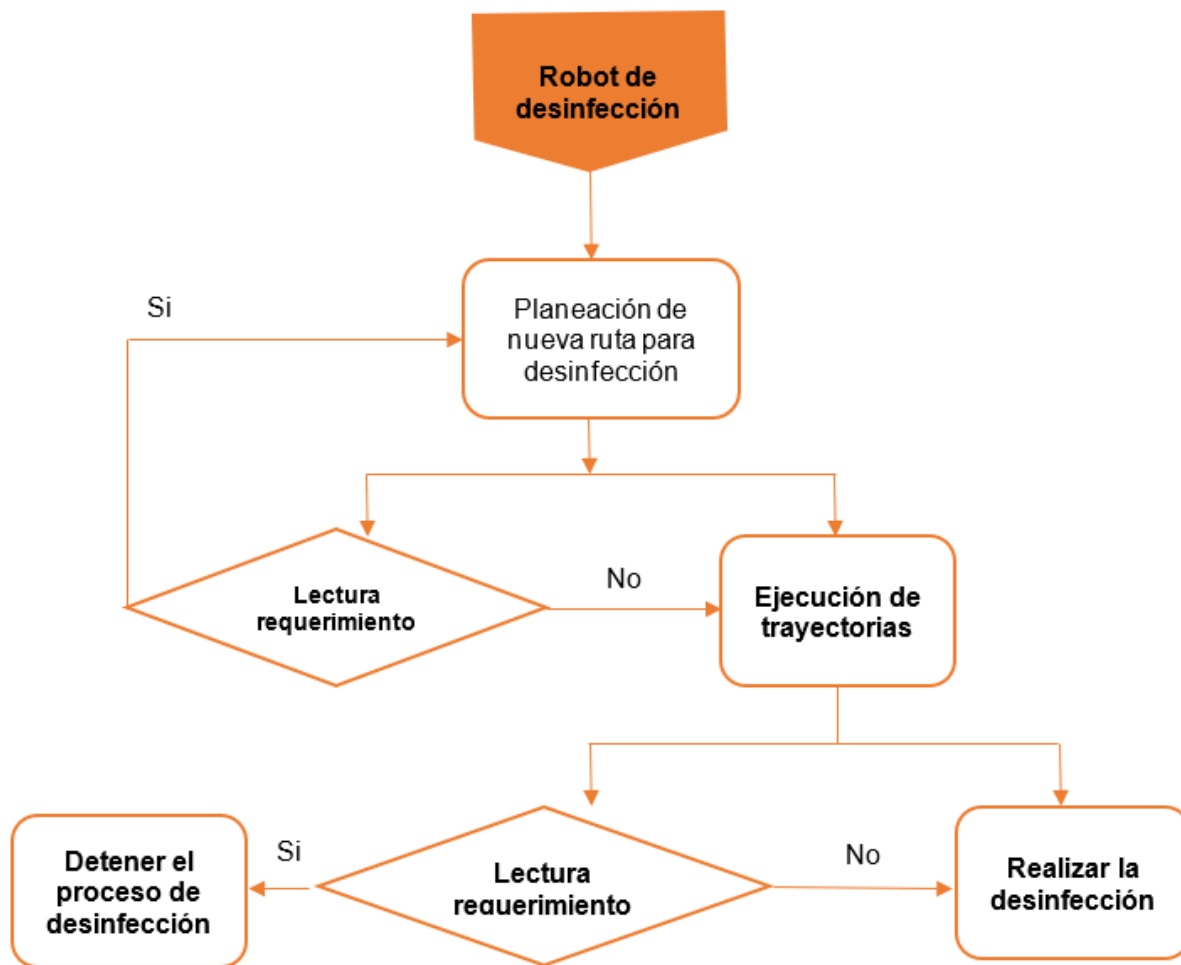 Robot de
desinfección
Si
Planeación de
nueva ruta para
desinfección
Lectura
requerimiento
No
Ejecución de
trayectorias
Detener el
proceso de
desinfección
Si
Lectura
requerimiento
No
Realizar la
desinfección